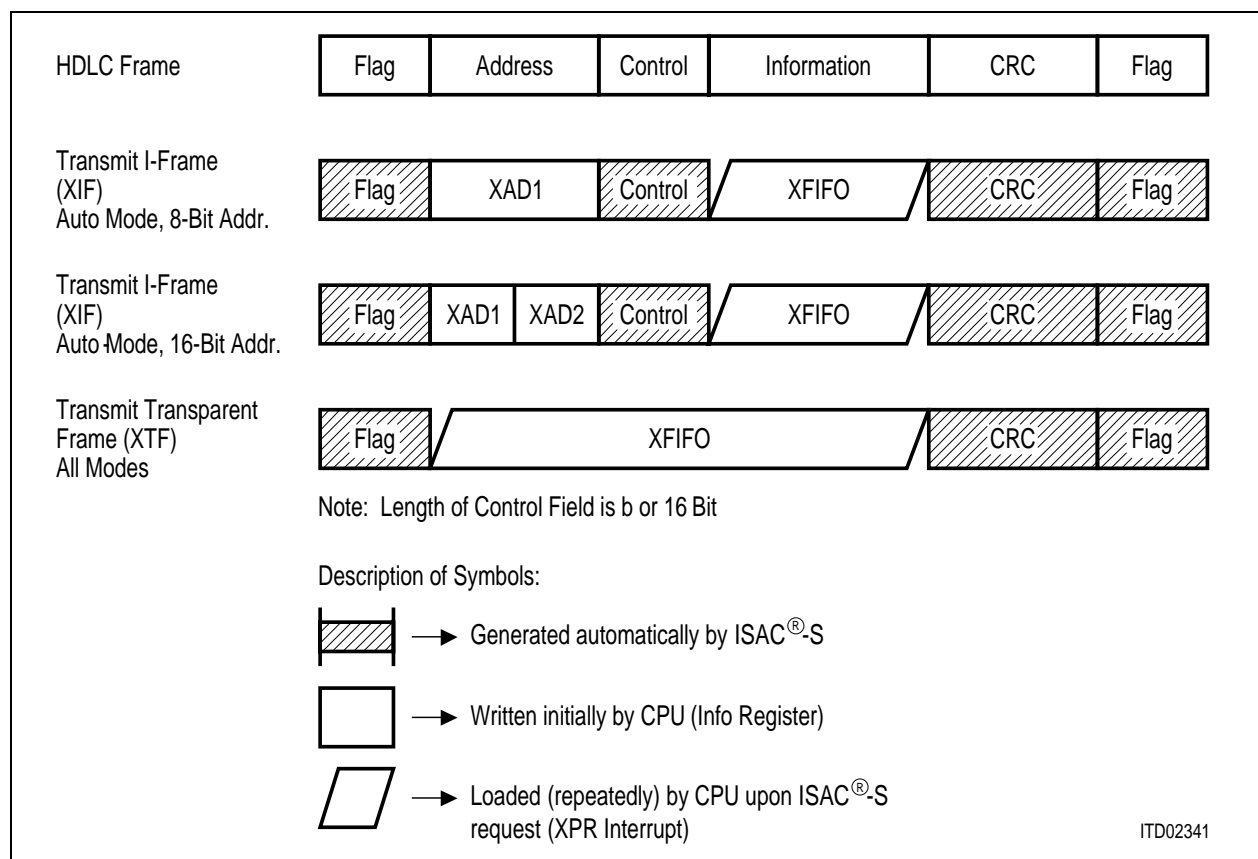 HDLC Frame
Flag Address Control Information CRC Flag
Transmit I-Frame
(XIF)
Auto Mode, 8-Bit Addr.
Flag XAD1 Control XFIFO CRC Flag
Transmit I-Frame
(XIF)
Auto-Mode, 16-Bit Addr.
Flag XAD1 XAD2 Control XFIFO CRC Flag
Transmit Transparent
Frame (XTF)
All Modes
Flag XFIFO CRC Flag
Note: Length of Control Field is b or 16 Bit
Description of Symbols:
Generated automatically by ISAC®-S
Written initially by CPU (Info Register)
Loaded (repeatedly) by CPU upon ISAC®-S
request (XPR Interrupt)
ITD02341